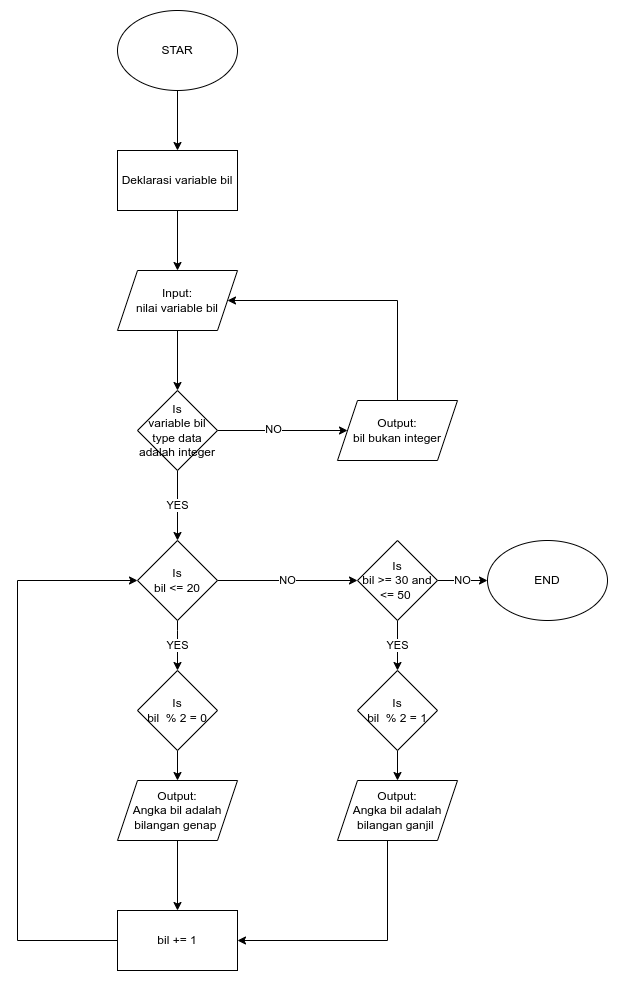 STAR
Deklarasi variable bil
Input:
nilai variable bil
Is
variable bil
type data
adalah integer
NO
Output:
bil bukan integer
YES
Is
bil <= 20
NO
Is
bil >= 30 and
<= 50
NO
END
YES
YES
Is
bil % 2 = 0
Is
bil % 2 = 1
Output:
Angka bil adalah
bilangan genap
Output:
Angka bil adalah
bilangan ganjil
bil += 1